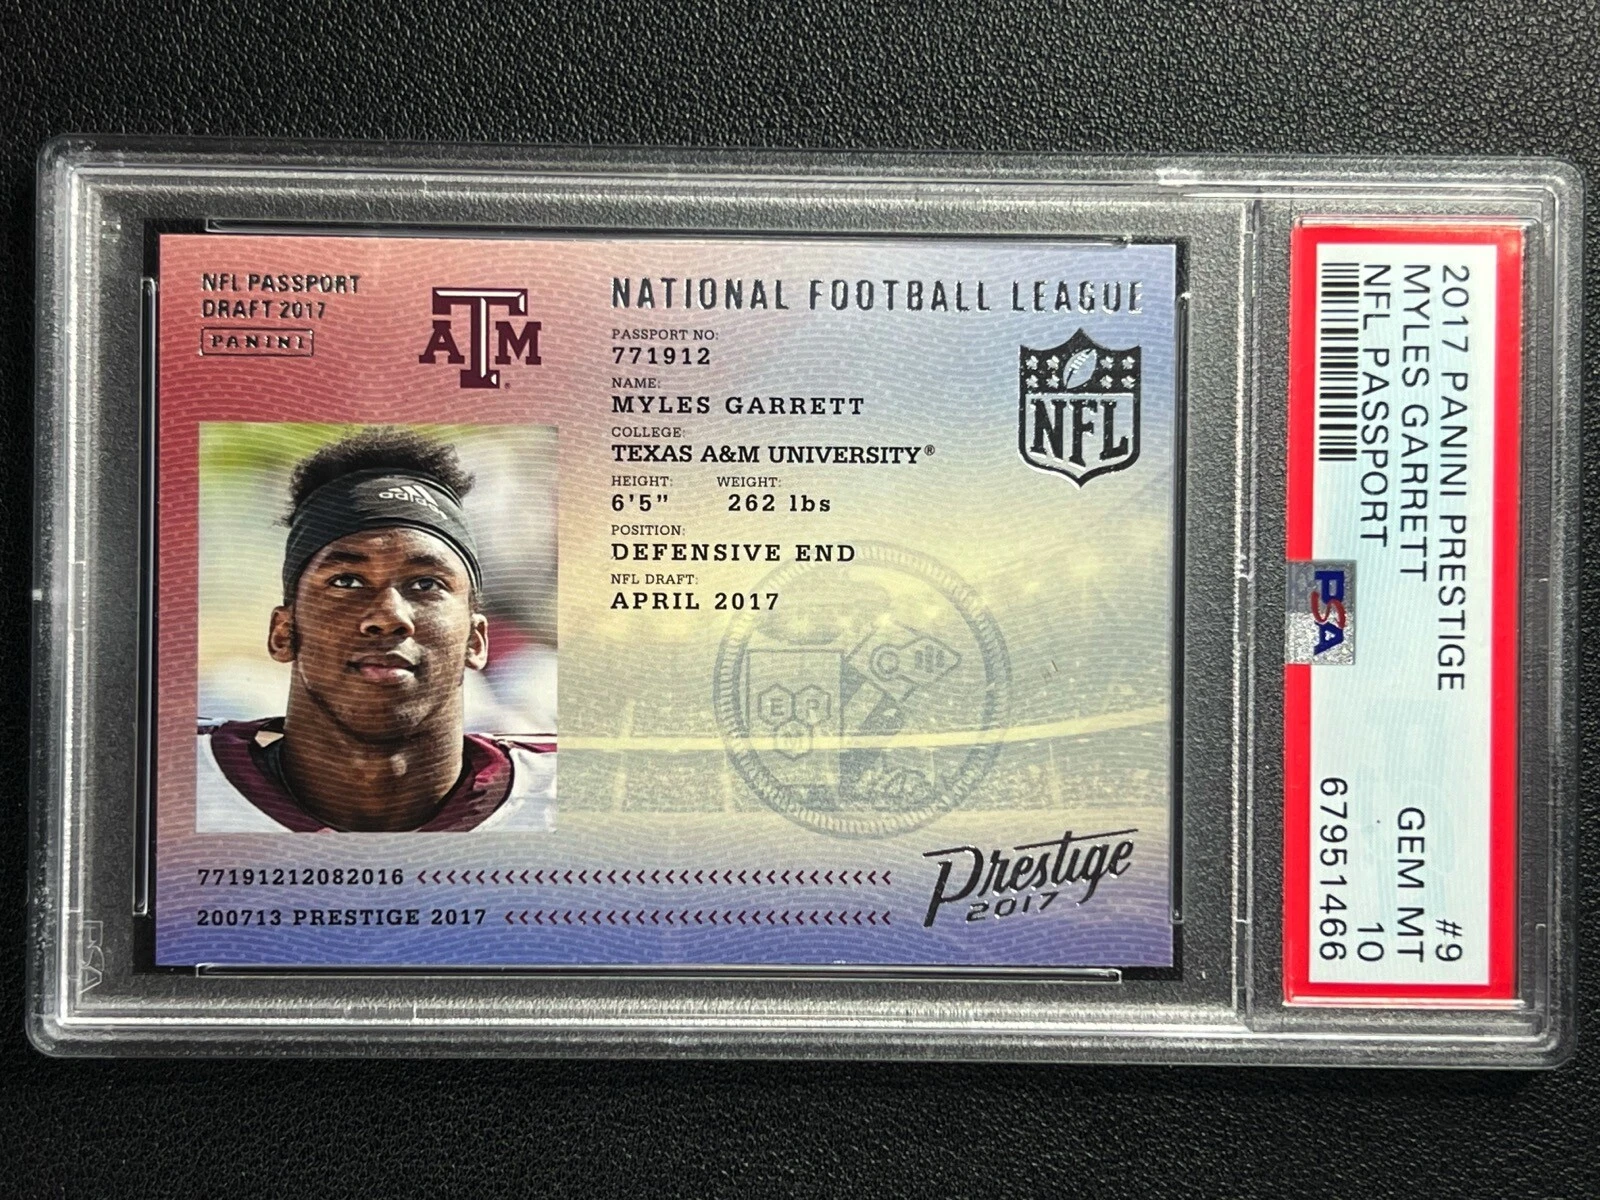 NFL PASSPORT
DRAFT 2017
PANINI
ATM
NATIONAL FOOTBALL LEAGUE
PASSPORT NO:
771912
NAME:
MYLES GARRETT
COLLEGE:
TEXAS A&M UNIVERSITY®
HEIGHT: WEIGHT:
6'5" 262 lbs
POSITION:
DEFENSIVE END
NFL DRAFT:
APRIL 2017
NFL
adidas
77191212082016 <<<<<<<<<<<<<<<<<<<<<<<<<<<<<<<<<
200713 PRESTIGE 2017 <<<<<<<<<<<<<<<<<<<<<<<<<<<
Prestige
2017
2017 PANINI PRESTIGE #9
MYLES GARRETT GEM MT
NFL PASSPORT 10
67951466
PSA
PSA